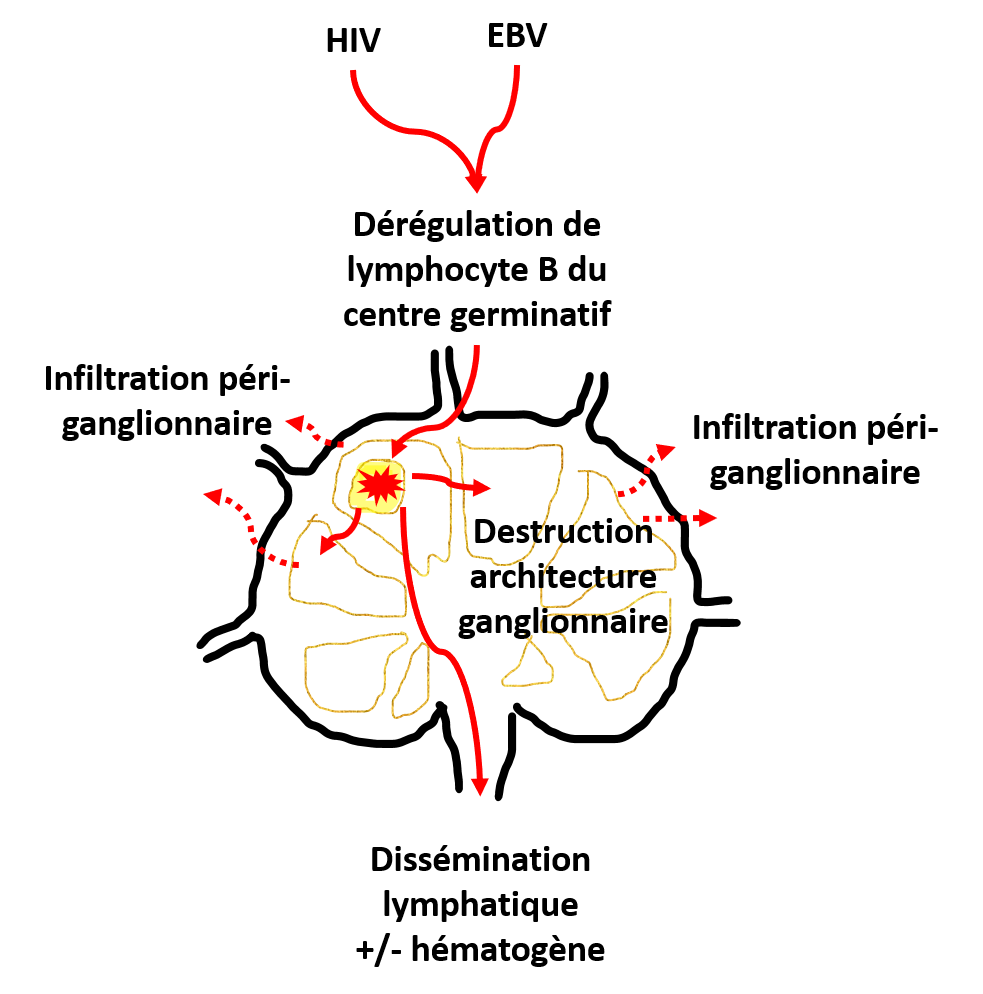 HIV
EBV
Dérégulation de
lymphocyte B du
centre germinatif
Infiltration péri-
ganglionnaire
Infiltration péri-
ganglionnaire
Destruction
architecture
ganglionnaire
Dissémination
lymphatique
+/- hématogène